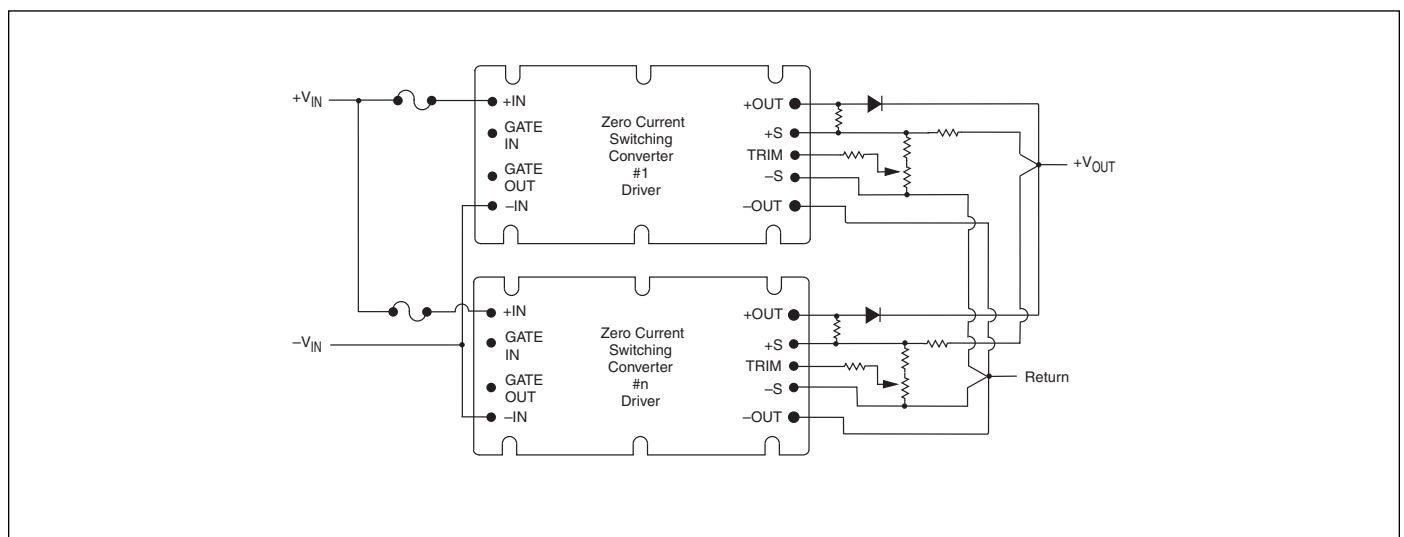 +VIN
+IN
GATE
IN
GATE
OUT
–IN
Zero Current
Switching
Converter
#1
Driver
+OUT
+S
TRIM
–S
–OUT
+VOUT
–VIN
+IN
GATE
IN
GATE
OUT
–IN
Zero Current
Switching
Converter
#n
Driver
+OUT
+S
TRIM
–S
–OUT
Return